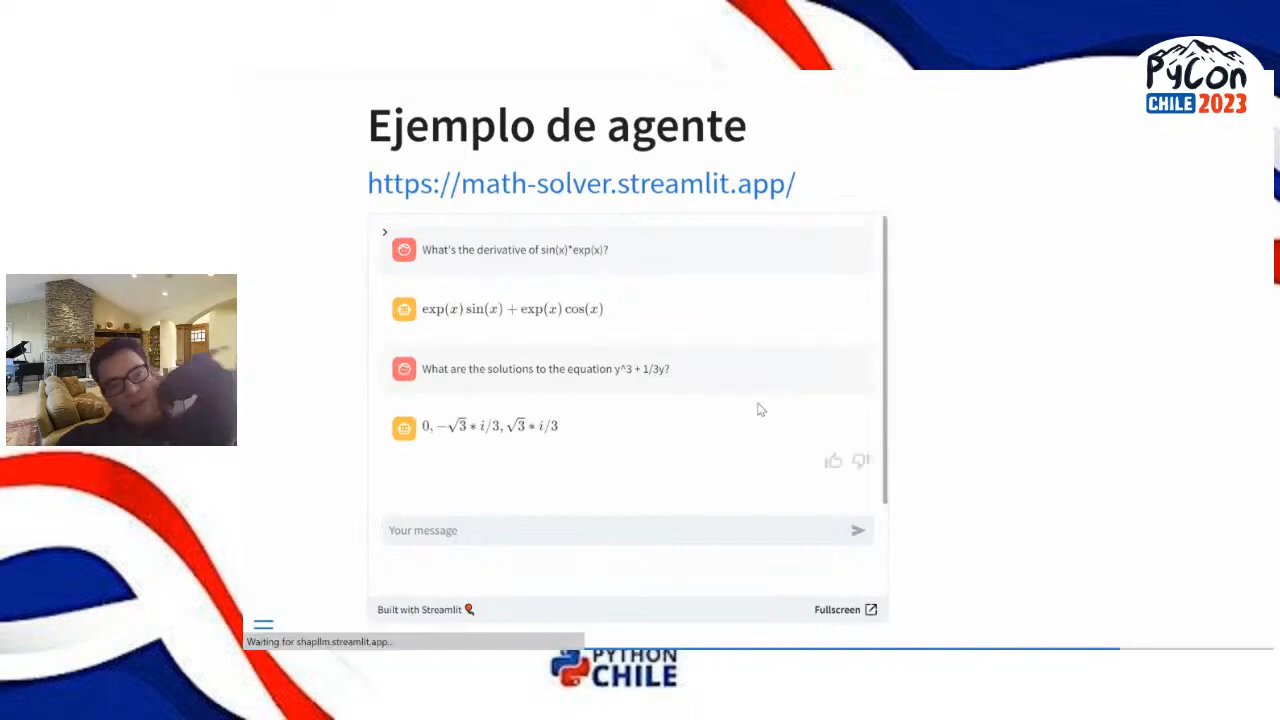 PyCon
CHILE 2023
Ejemplo de agente
https://math-solver.streamlit.app/
What's the derivative of sin(x)*exp(x)?
exp(x) sin(x) + exp(x) cos(x)
What are the solutions to the equation y^3 + 1/3y?
0, −√3 * i/3, √3 * i/3
Your message
Built with Streamlit
Fullscreen
Waiting for shapllm.streamlit.app...
PYTHON
CHILE